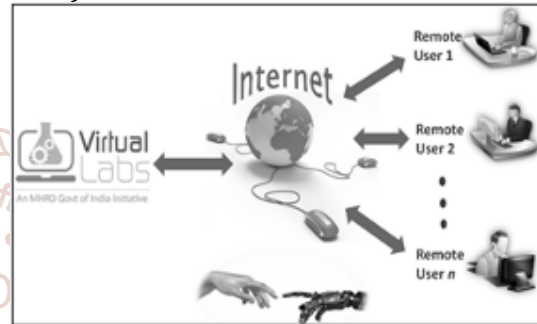 Remote
User 1
Internet
Virtual
Labs
An MHRD Govt of India Initiative
Remote
User 2
Remote
User n